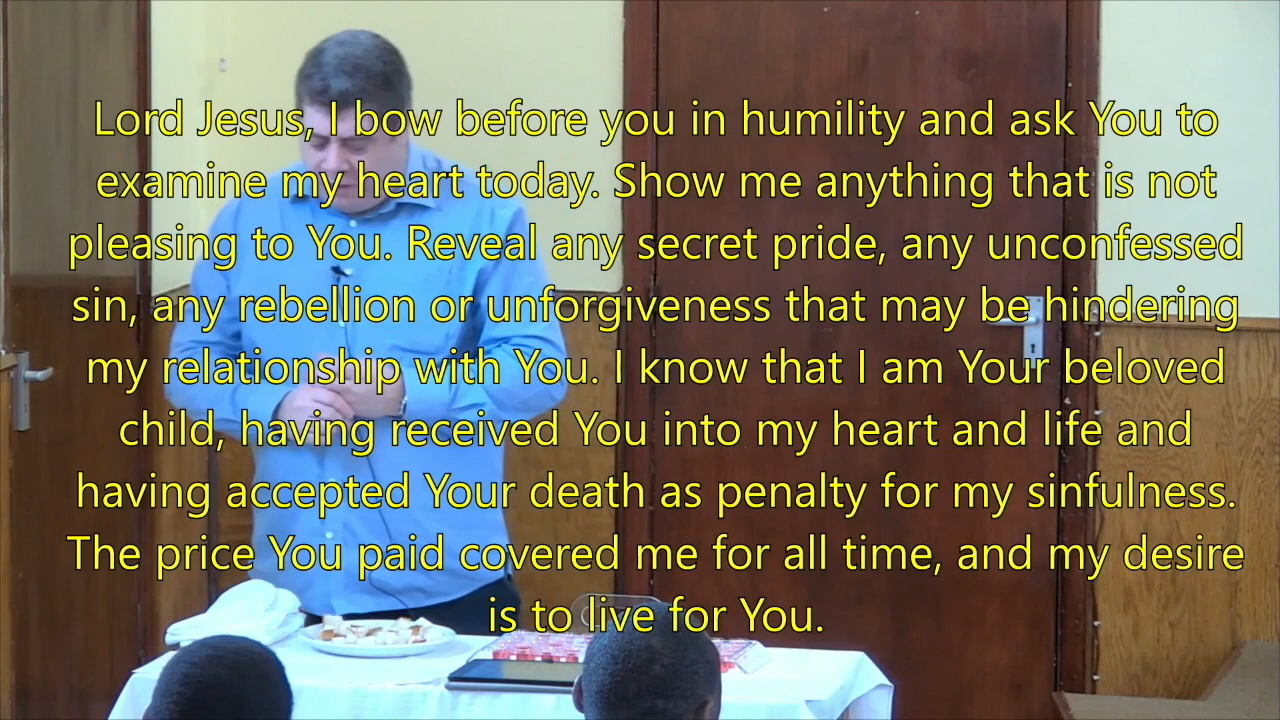 Lord Jesus, I bow before you in humility and ask You to
examine my heart today. Show me anything that is not
pleasing to You. Reveal any secret pride, any unconfessed
sin, any rebellion or unforgiveness that may be hindering
my relationship with You. I know that I am Your beloved
child, having received You into my heart and life and
having accepted Your death as penalty for my sinfulness.
The price You paid covered me for all time, and my desire
is to live for You.